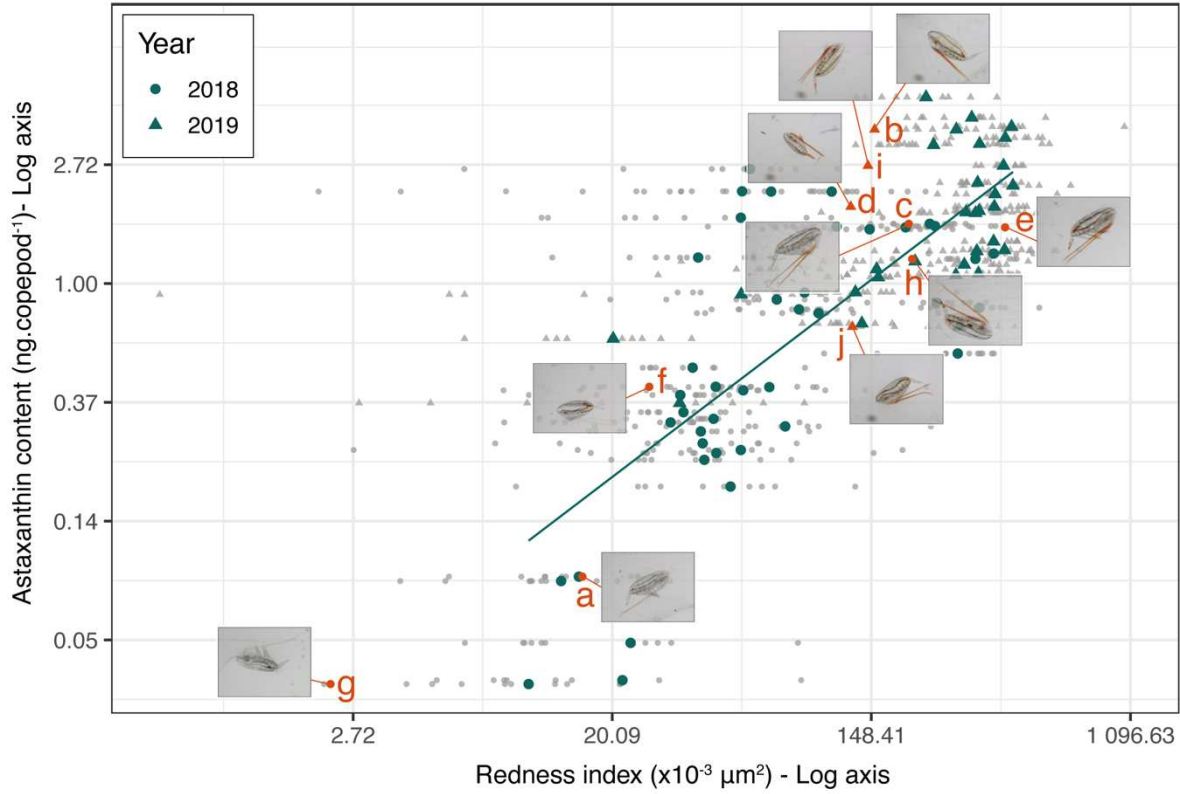 Year
2018
2019
Astaxanthin content (ng.copepod⁻¹)- Log axis
2.72
1.00
0.37
0.14
0.05
b
i
d
c
e
h
j
f
a
g
2.72 20.09 148.41 1 096.63
Redness index (x10⁻³ µm²) - Log axis